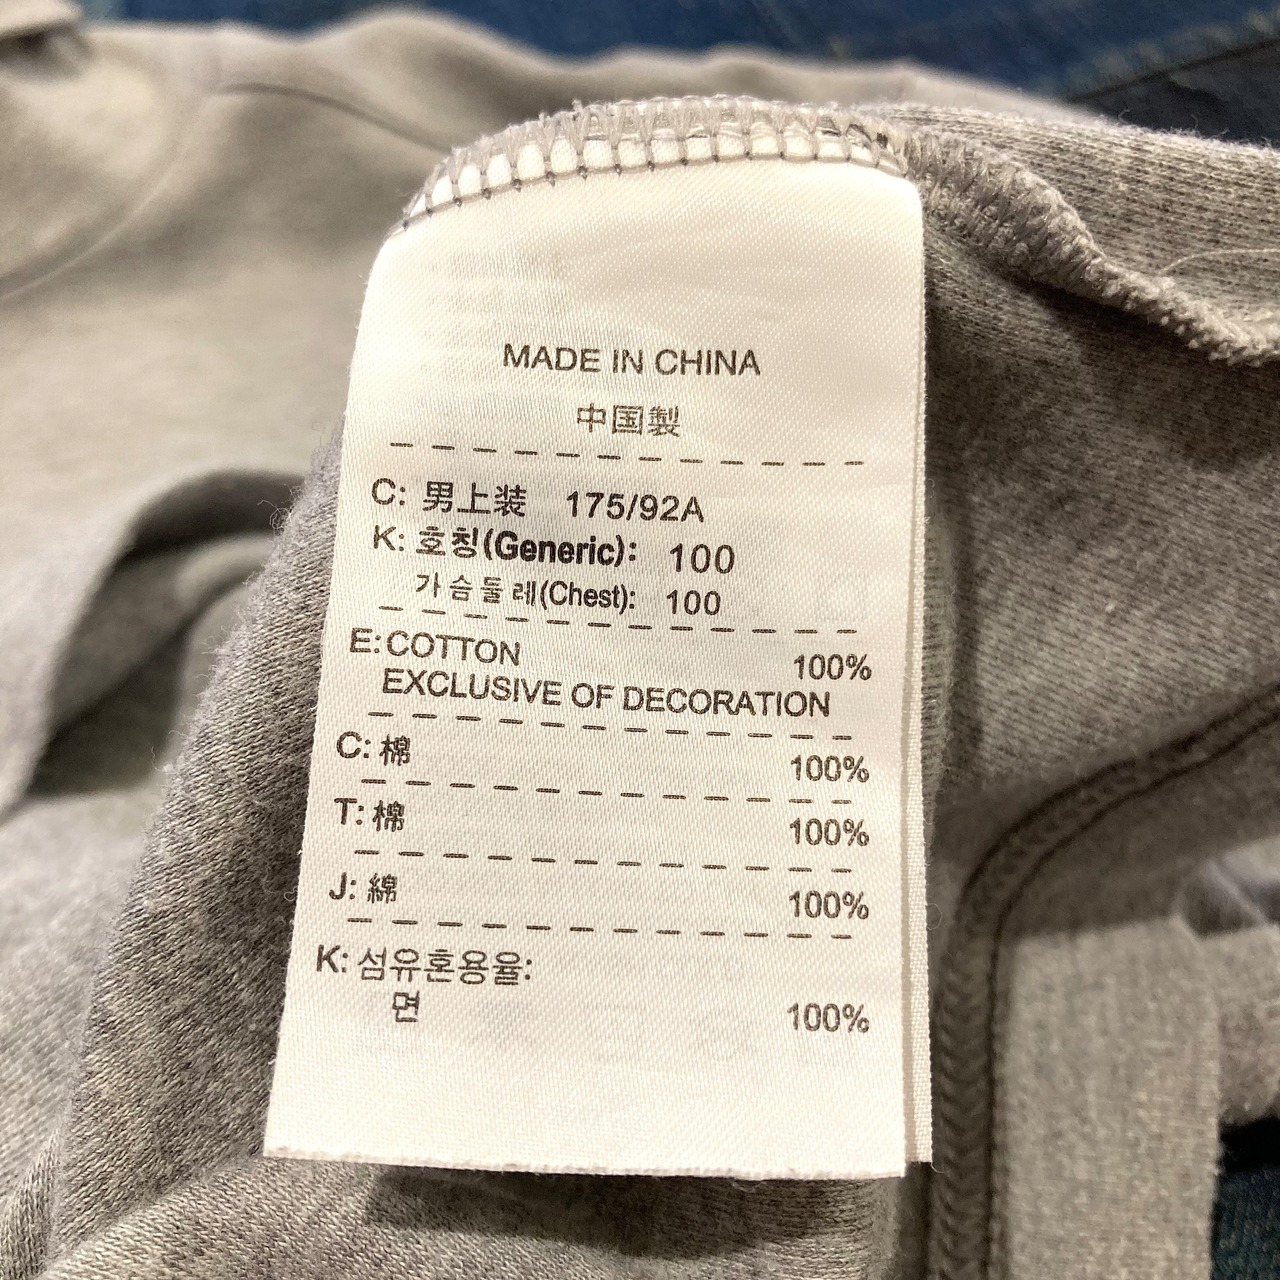 MADE IN CHINA
中国製
C: 男上装 175/92A
K: 호칭(Generic): 100
가슴둘레(Chest): 100
E: COTTON 100%
EXCLUSIVE OF DECORATION
C: 棉 100%
T: 棉 100%
J: 綿 100%
K: 섬유혼용율:
면 100%